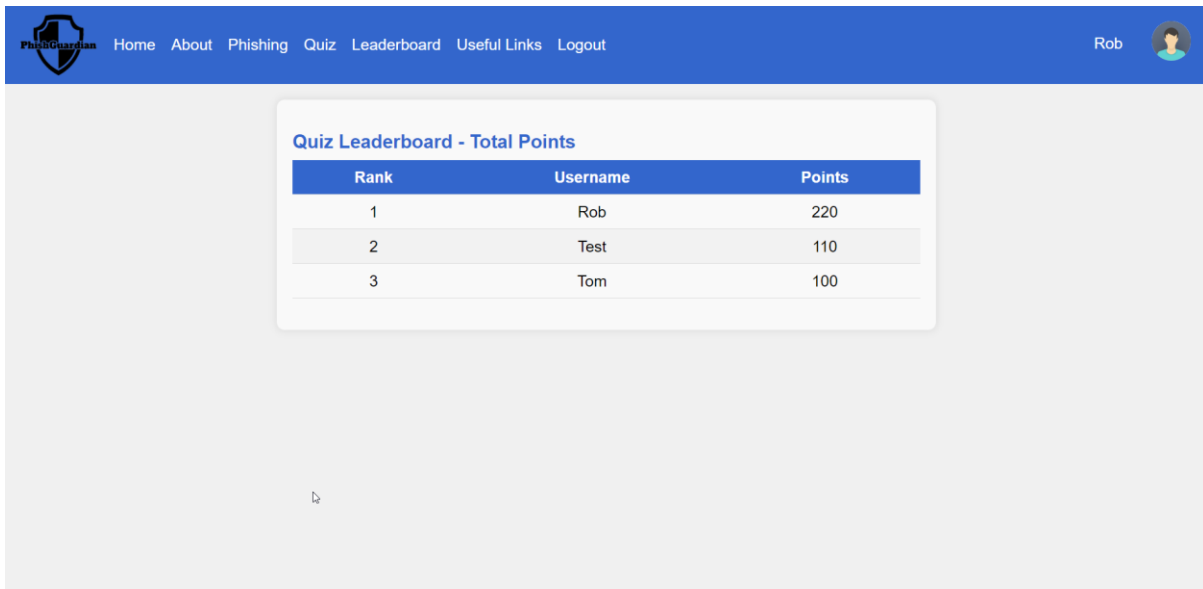 PhishGuardian Home About Phishing Quiz Leaderboard Useful Links Logout Rob
Quiz Leaderboard - Total Points
Rank Username Points
1 Rob 220
2 Test 110
3 Tom 100